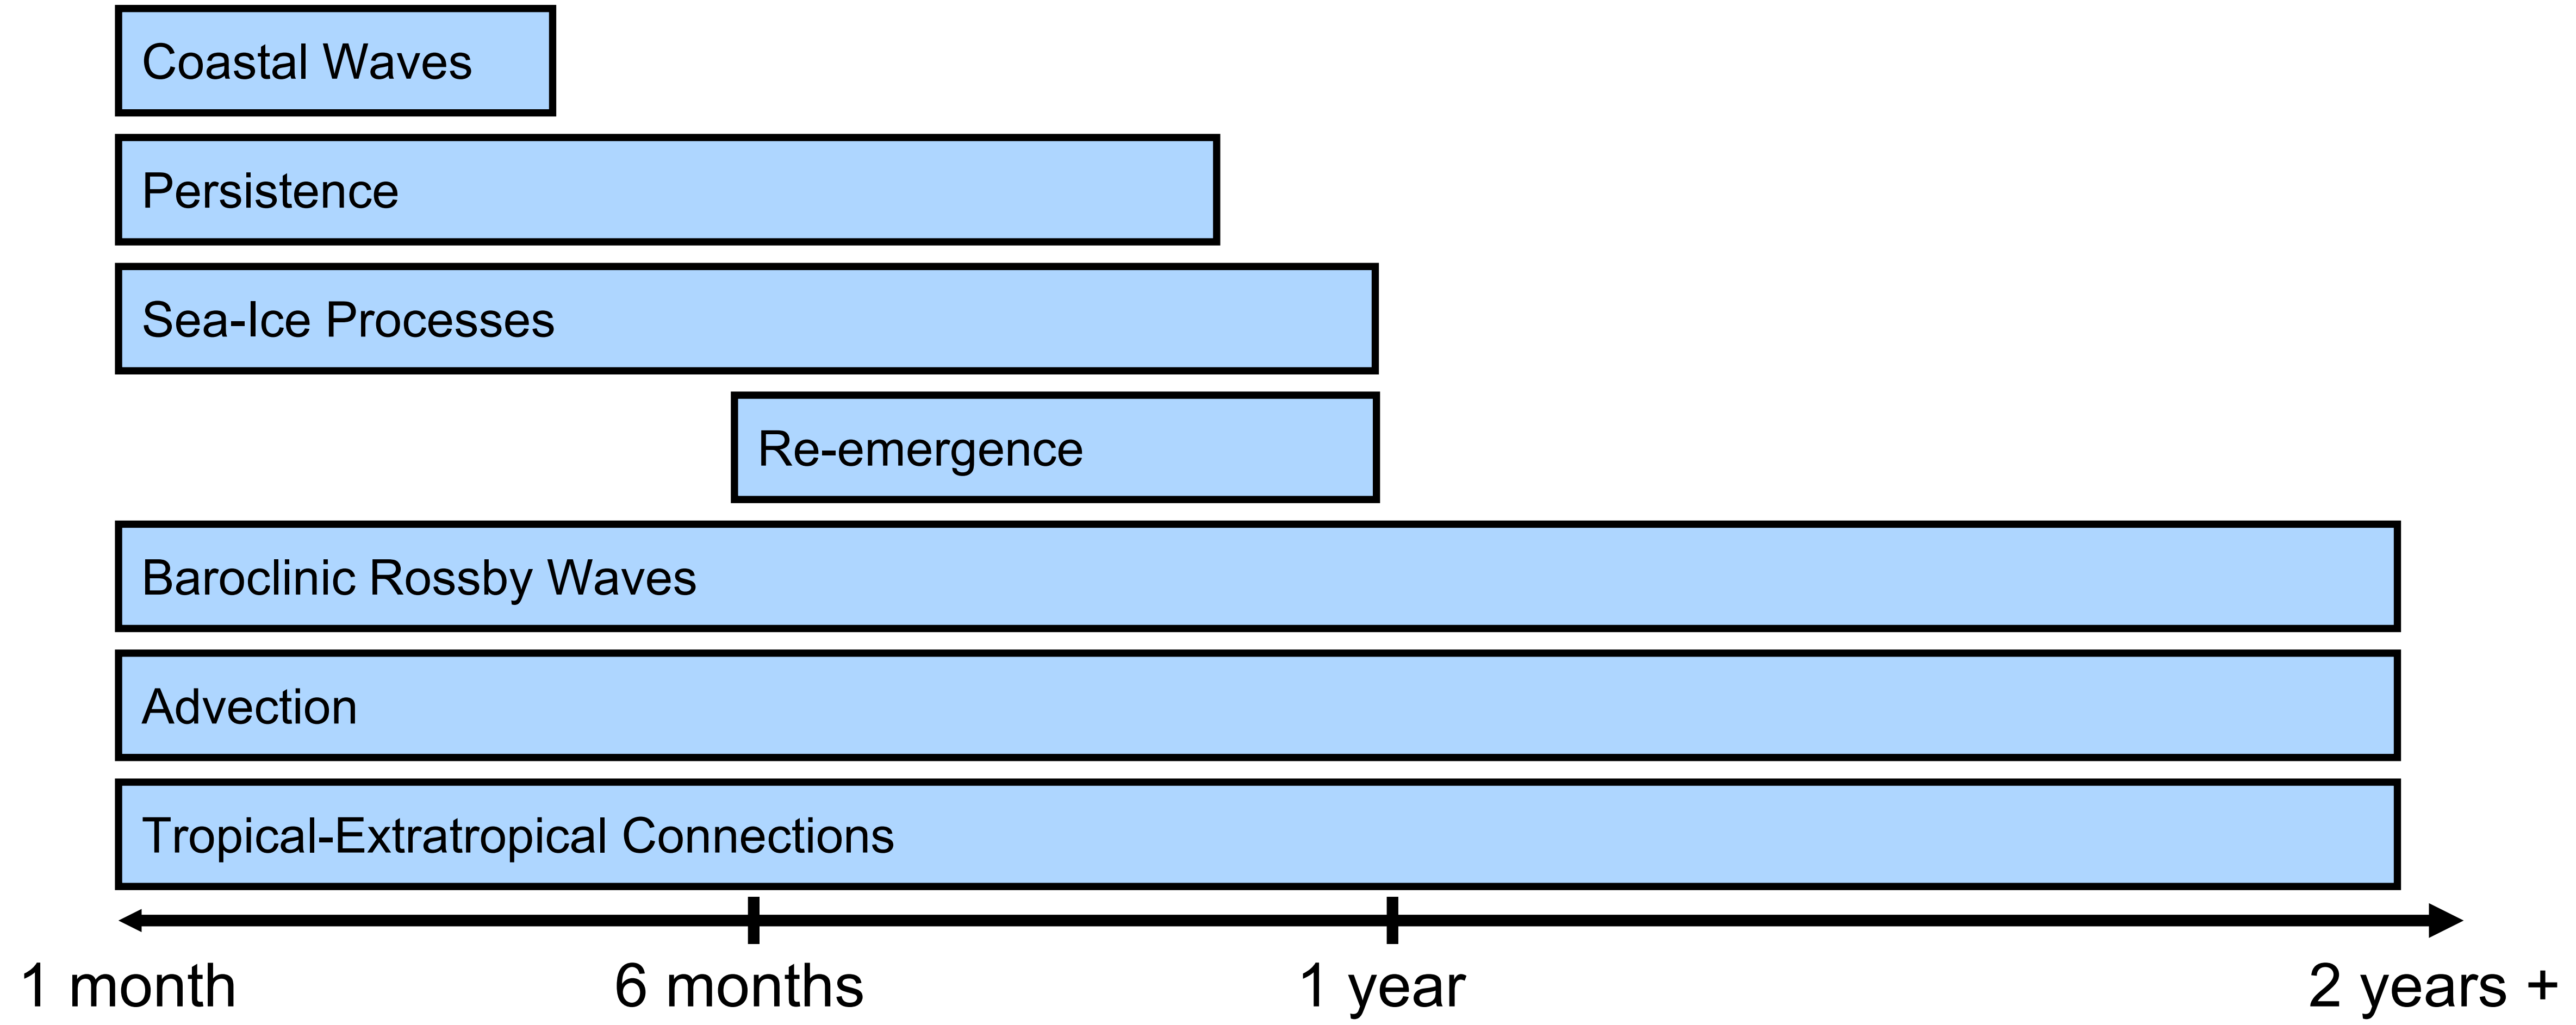 Coastal Waves
Persistence
Sea-Ice Processes
Re-emergence
Baroclinic Rossby Waves
Advection
Tropical-Extratropical Connections
1 month
6 months
1 year
2 years +